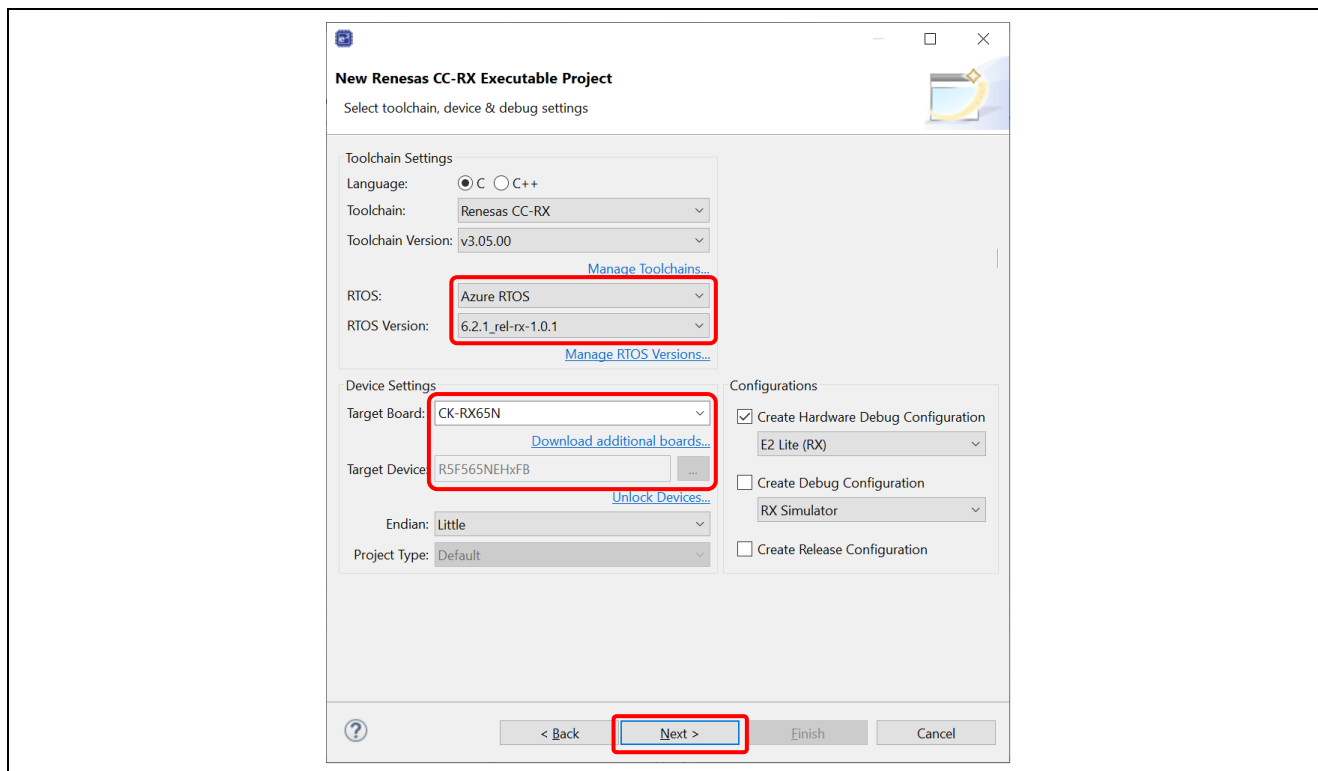 New Renesas CC-RX Executable Project
Select toolchain, device & debug settings
Toolchain Settings
Language: C C++
Toolchain: Renesas CC-RX
Toolchain Version: v3.05.00
Manage Toolchains...
RTOS: Azure RTOS
RTOS Version: 6.2.1_rel-rx-1.0.1
Manage RTOS Versions...
Device Settings
Target Board: CK-RX65N
Download additional boards...
Target Device: R5F565NEHxFB ...
Unlock Devices...
Endian: Little
Project Type: Default
Configurations
Create Hardware Debug Configuration
E2 Lite (RX)
Create Debug Configuration
RX Simulator
Create Release Configuration
? < Back Next > Finish Cancel